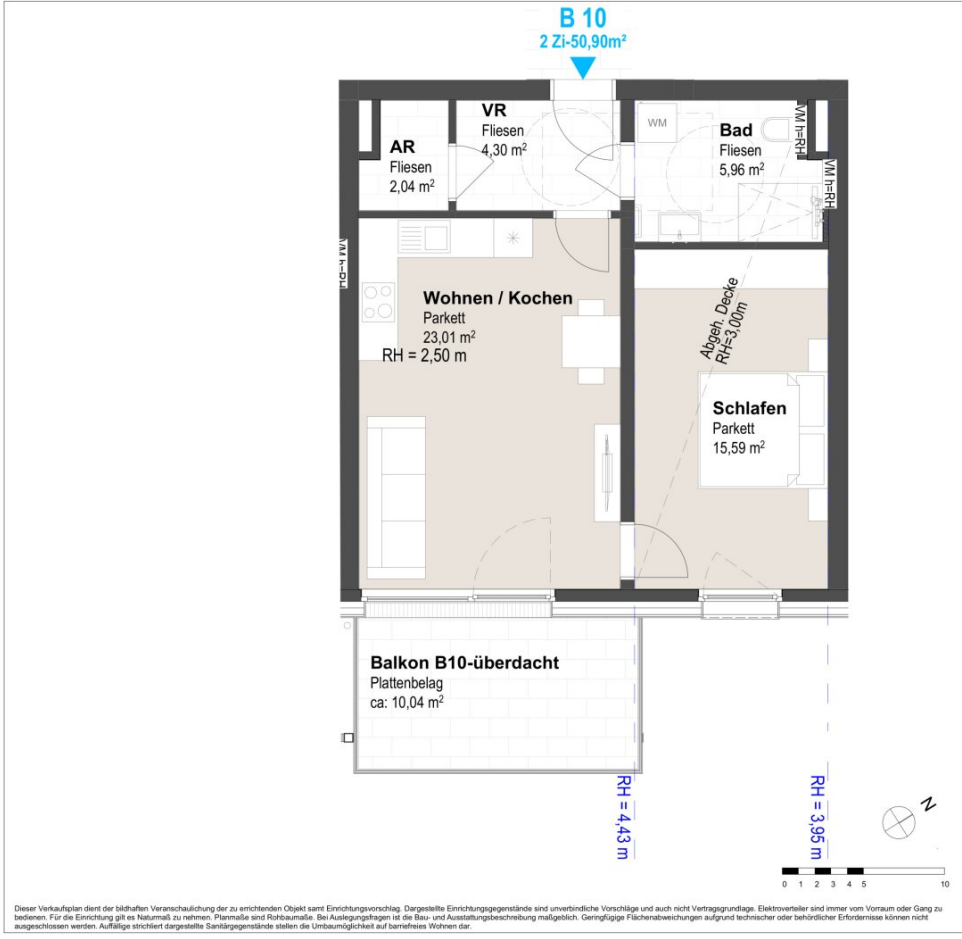 B 10
2 Zi-50,90m²
VR
Fliesen
4,30 m²
AR
Fliesen
2,04 m²
WM
Bad
Fliesen
5,96 m²
VM h=RH
VM h=RH
VM h=RH
Wohnen / Kochen
Parkett
23,01 m²
RH = 2,50 m
Abgeh. Decke
RH=3,00m
Schlafen
Parkett
15,59 m²
Balkon B10-überdacht
Plattenbelag
ca: 10,04 m²
RH = 4,43 m
RH = 3,95 m
N
0 1 2 3 4 5 10
Dieser Verkaufsplan dient der bildhaften Veranschaulichung der zu errichtenden Objekt samt Einrichtungsvorschlag. Dargestellte Einrichtungsgegenstände sind unverbindliche Vorschläge und auch nicht Vertragsgrundlage. Elektroverteiler sind immer vom Vorraum oder Gang zu
bedienen. Für die Einrichtung gilt es Naturmaß zu nehmen. Planmaße sind Rohbaumaße. Bei Auslegungsfragen ist die Bau- und Ausstattungsbeschreibung maßgeblich. Geringfügige Flächenabweichungen aufgrund technischer oder behördlicher Erfordernisse können nicht
ausgeschlossen werden. Auffällige strichliert dargestellte Sanitärgegenstände stellen die Umbaumöglichkeit auf barriefreies Wohnen dar.